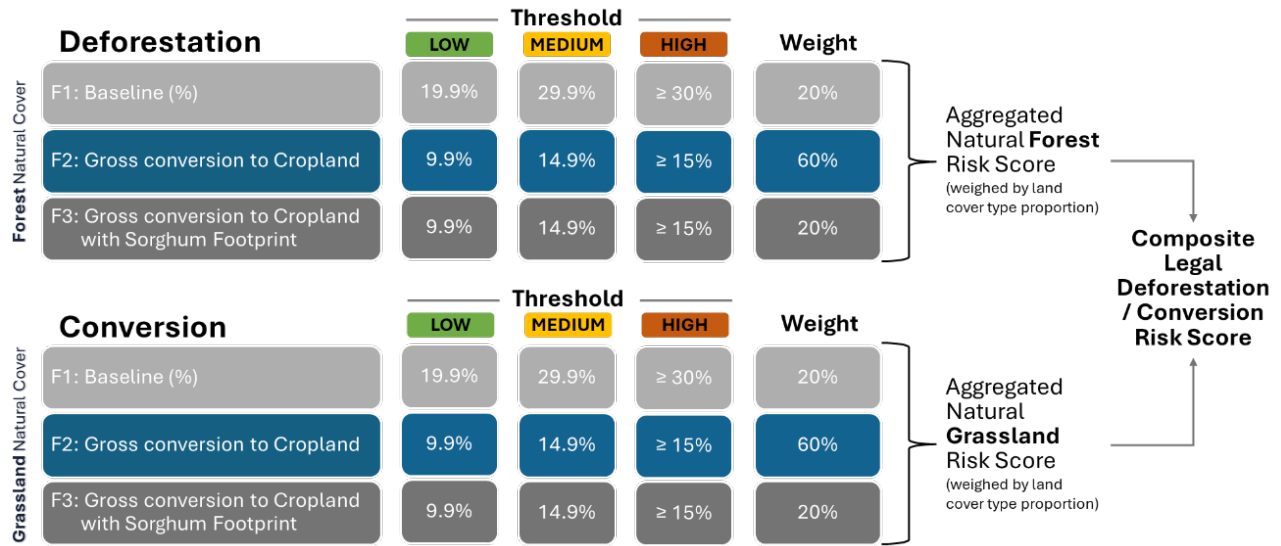 Threshold
Deforestation
LOW MEDIUM HIGH Weight
Forest Natural Cover
F1: Baseline (%) 19.9% 29.9% ≥ 30% 20%
F2: Gross conversion to Cropland 9.9% 14.9% ≥ 15% 60%
F3: Gross conversion to Cropland
with Sorghum Footprint
9.9% 14.9% ≥ 15% 20%
Aggregated
Natural Forest
Risk Score
(weighed by land
cover type proportion)
Threshold
Conversion
LOW MEDIUM HIGH Weight
Grassland Natural Cover
F1: Baseline (%) 19.9% 29.9% ≥ 30% 20%
F2: Gross conversion to Cropland 9.9% 14.9% ≥ 15% 60%
F3: Gross conversion to Cropland
with Sorghum Footprint
9.9% 14.9% ≥ 15% 20%
Aggregated
Natural
Grassland
Risk Score
(weighed by land
cover type proportion)
Composite
Legal
Deforestation
/ Conversion
Risk Score